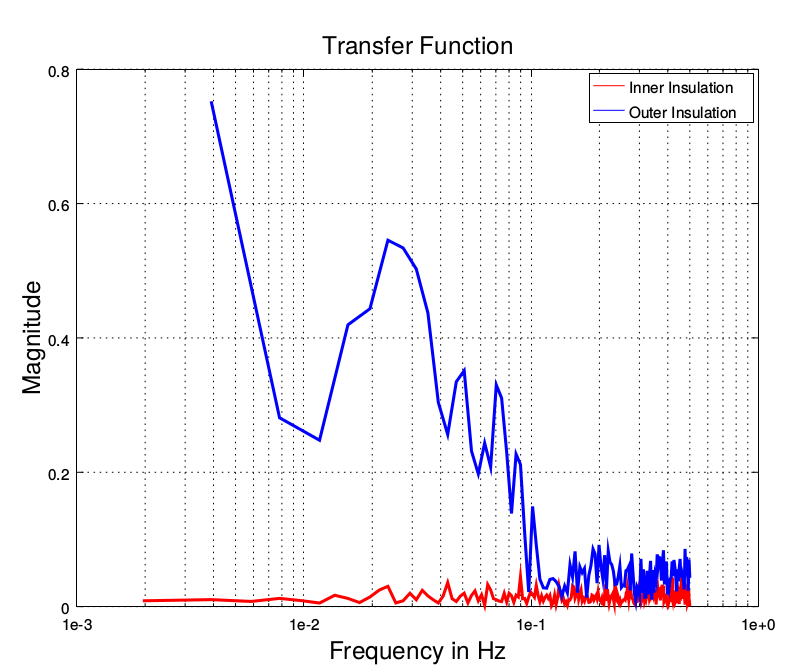 Transfer Function
Inner Insulation
Outer Insulation
Magnitude
0.8
0.6
0.4
0.2
0
1e-3 1e-2 1e-1 1e+0
Frequency in Hz